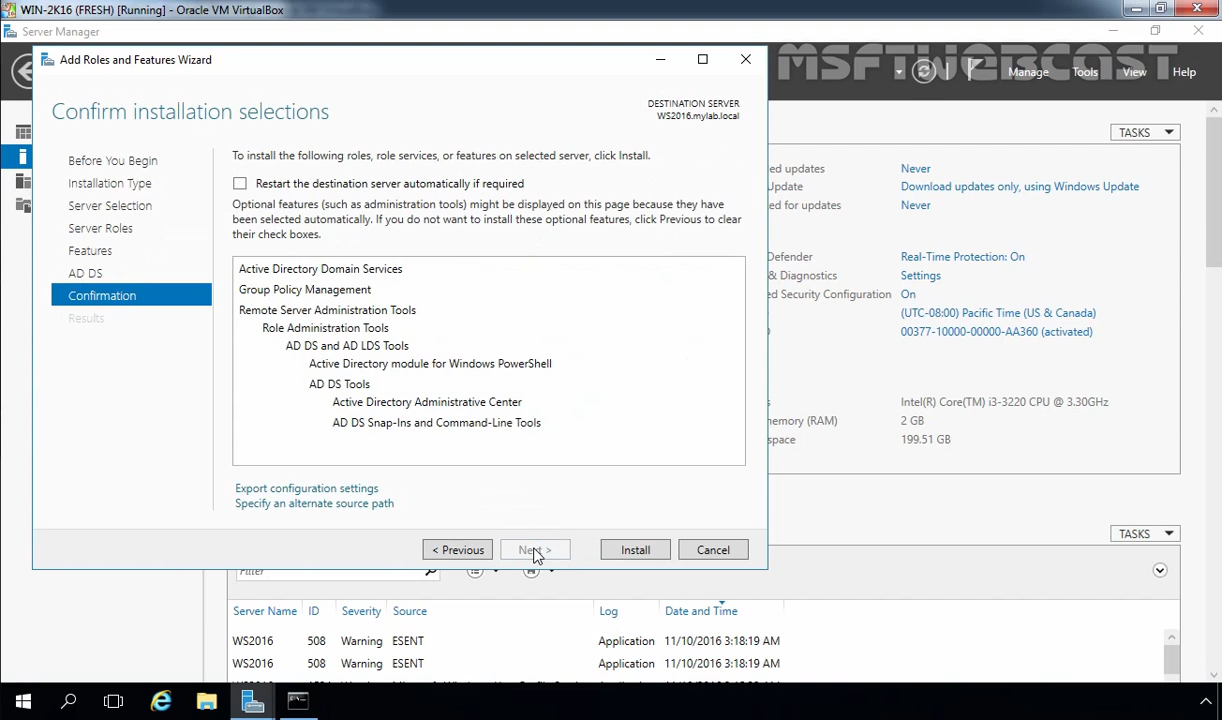 WIN-2K16 (FRESH) [Running] - Oracle VM VirtualBox
Server Manager
Add Roles and Features Wizard
MSFTWEBCAST
Manage
Tools
View
Help
Confirm installation selections
DESTINATION SERVER
WS2016.mylab.local
TASKS
Before You Begin
Installation Type
Server Selection
Server Roles
Features
AD DS
Confirmation
Results
To install the following roles, role services, or features on selected server, click Install.
Restart the destination server automatically if required
Optional features (such as administration tools) might be displayed on this page because they have
been selected automatically. If you do not want to install these optional features, click Previous to clear
their check boxes.
Active Directory Domain Services
Group Policy Management
Remote Server Administration Tools
Role Administration Tools
AD DS and AD LDS Tools
Active Directory module for Windows PowerShell
AD DS Tools
Active Directory Administrative Center
AD DS Snap-Ins and Command-Line Tools
Export configuration settings
Specify an alternate source path
< Previous
Next >
Install
Cancel
ed updates Never
Update Download updates only, using Windows Update
ed for updates Never
Defender Real-Time Protection: On
& Diagnostics Settings
ed Security Configuration On
(UTC-08:00) Pacific Time (US & Canada)
00377-10000-00000-AA360 (activated)
Intel(R) Core(TM) i3-3220 CPU @ 3.30GHz
emory (RAM) 2 GB
space 199.51 GB
TASKS
Filter
Server Name ID Severity Source Log Date and Time
WS2016 508 Warning ESENT Application 11/10/2016 3:18:19 AM
WS2016 508 Warning ESENT Application 11/10/2016 3:18:19 AM